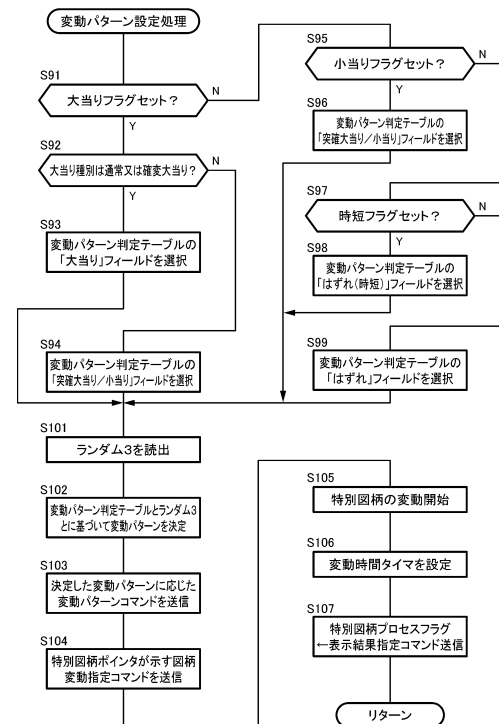 変動パターン設定処理
S91
大当りフラグセット？
N
Y
S92
大当り種別は通常又は確変大当り？
N
Y
S93
変動パターン判定テーブルの
「大当り」フィールドを選択
S94
変動パターン判定テーブルの
「突確大当り／小当り」フィールドを選択
S95
小当りフラグセット？
N
Y
S96
変動パターン判定テーブルの
「突確大当り／小当り」フィールドを選択
S97
時短フラグセット？
N
Y
S98
変動パターン判定テーブルの
「はずれ（時短）」フィールドを選択
S99
変動パターン判定テーブルの
「はずれ」フィールドを選択
S101
ランダム3を読出
S102
変動パターン判定テーブルとランダム3
とに基づいて変動パターンを決定
S103
決定した変動パターンに応じた
変動パターンコマンドを送信
S104
特別図柄ポインタが示す図柄
変動指定コマンドを送信
S105
特別図柄の変動開始
S106
変動時間タイマを設定
S107
特別図柄プロセスフラグ
←表示結果指定コマンド送信
リターン